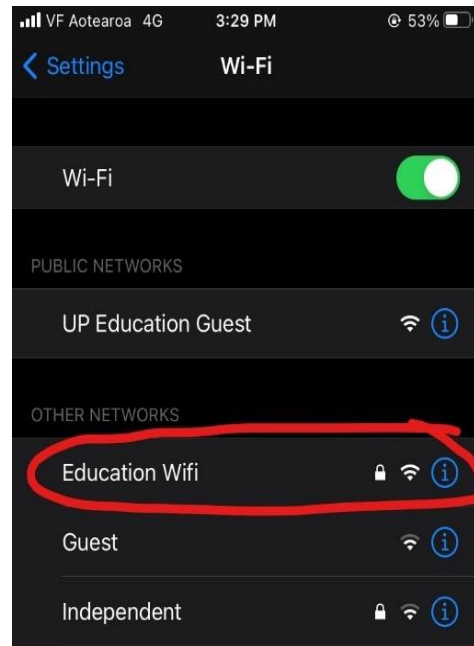 VF Aotearoa 4G 3:29 PM 53%
Settings Wi-Fi
Wi-Fi
PUBLIC NETWORKS
UP Education Guest
OTHER NETWORKS
Education Wifi
Guest
Independent